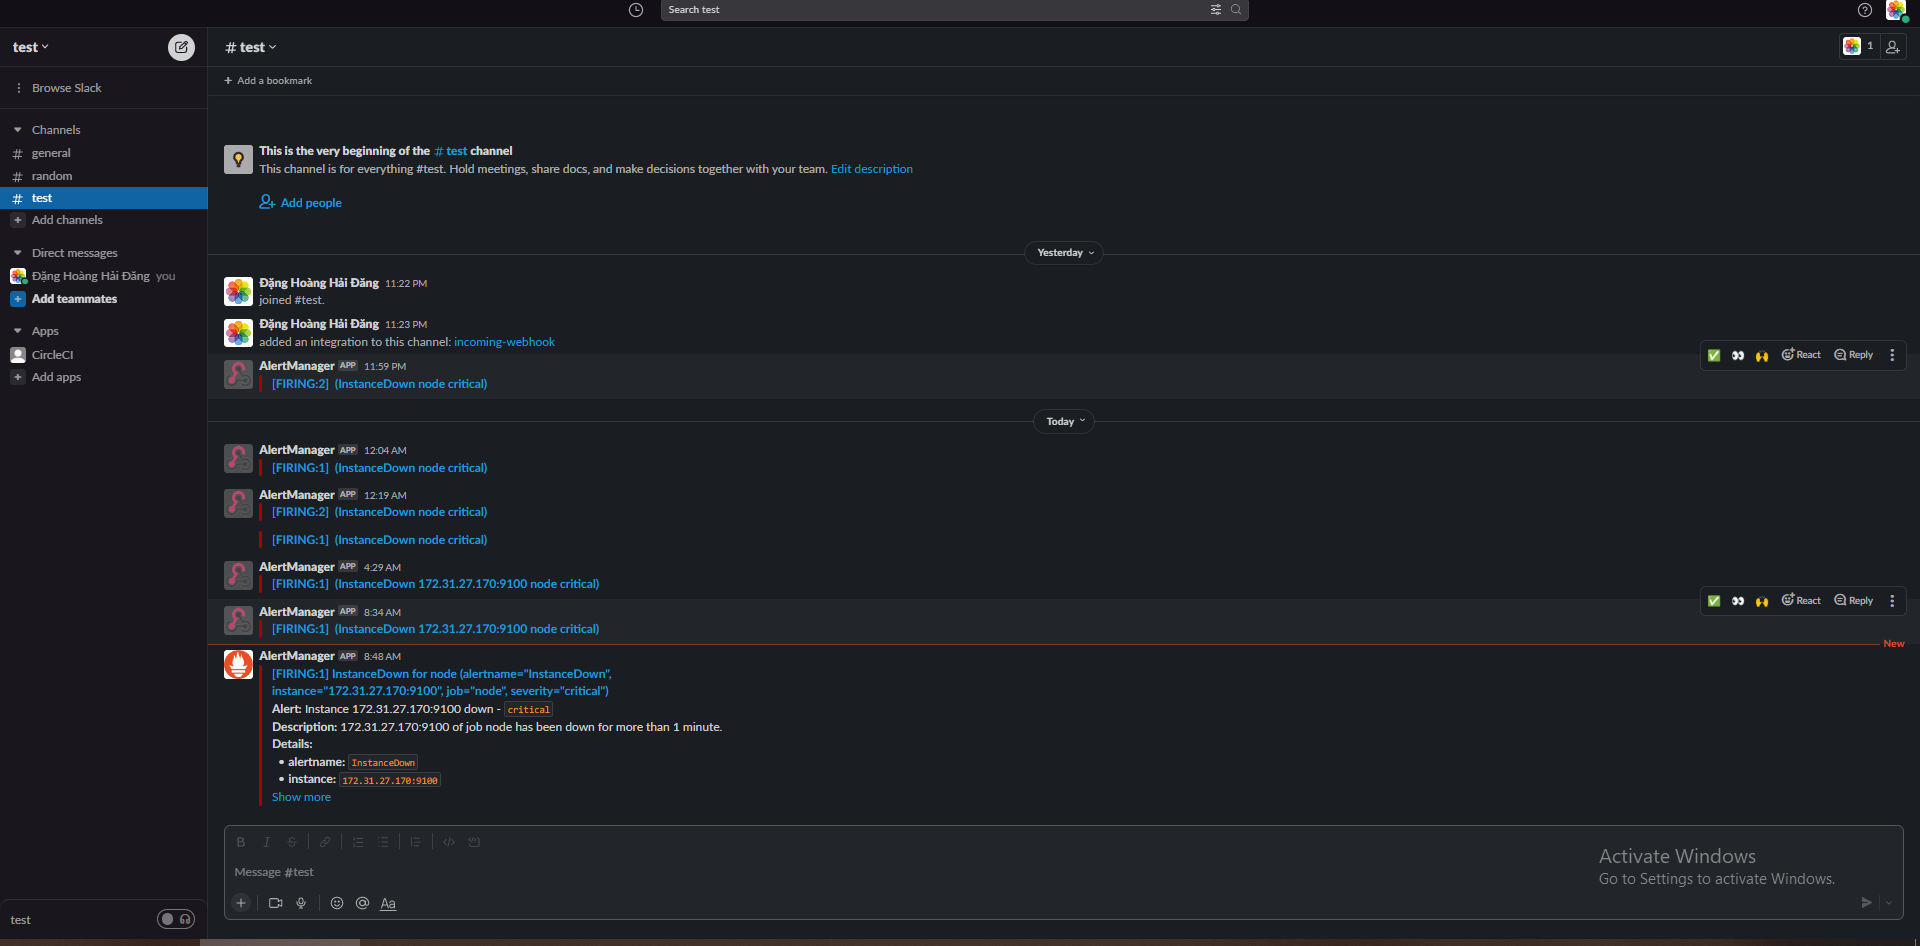 Search test
test
Browse Slack
Channels
# general
# random
# test
+ Add channels
Direct messages
Đặng Hoàng Hải Đăng you
+ Add teammates
Apps
CircleCI
+ Add apps
test
# test
1
+ Add a bookmark
This is the very beginning of the # test channel
This channel is for everything #test. Hold meetings, share docs, and make decisions together with your team. Edit description
Add people
Yesterday
Đặng Hoàng Hải Đăng 11:22 PM
joined #test.
Đặng Hoàng Hải Đăng 11:23 PM
added an integration to this channel: incoming-webhook
AlertManager APP 11:59 PM
React Reply
[FIRING:2] (InstanceDown node critical)
Today
AlertManager APP 12:04 AM
[FIRING:1] (InstanceDown node critical)
AlertManager APP 12:19 AM
[FIRING:2] (InstanceDown node critical)
[FIRING:1] (InstanceDown node critical)
AlertManager APP 4:29 AM
[FIRING:1] (InstanceDown 172.31.27.170:9100 node critical)
React Reply
AlertManager APP 8:34 AM
[FIRING:1] (InstanceDown 172.31.27.170:9100 node critical)
New
AlertManager APP 8:48 AM
[FIRING:1] InstanceDown for node (alertname="InstanceDown",
instance="172.31.27.170:9100", job="node", severity="critical")
Alert: Instance 172.31.27.170:9100 down - critical
Description: 172.31.27.170:9100 of job node has been down for more than 1 minute.
Details:
• alertname: InstanceDown
• instance: 172.31.27.170:9100
Show more
B I S
Message #test
Aa
Activate Windows
Go to Settings to activate Windows.